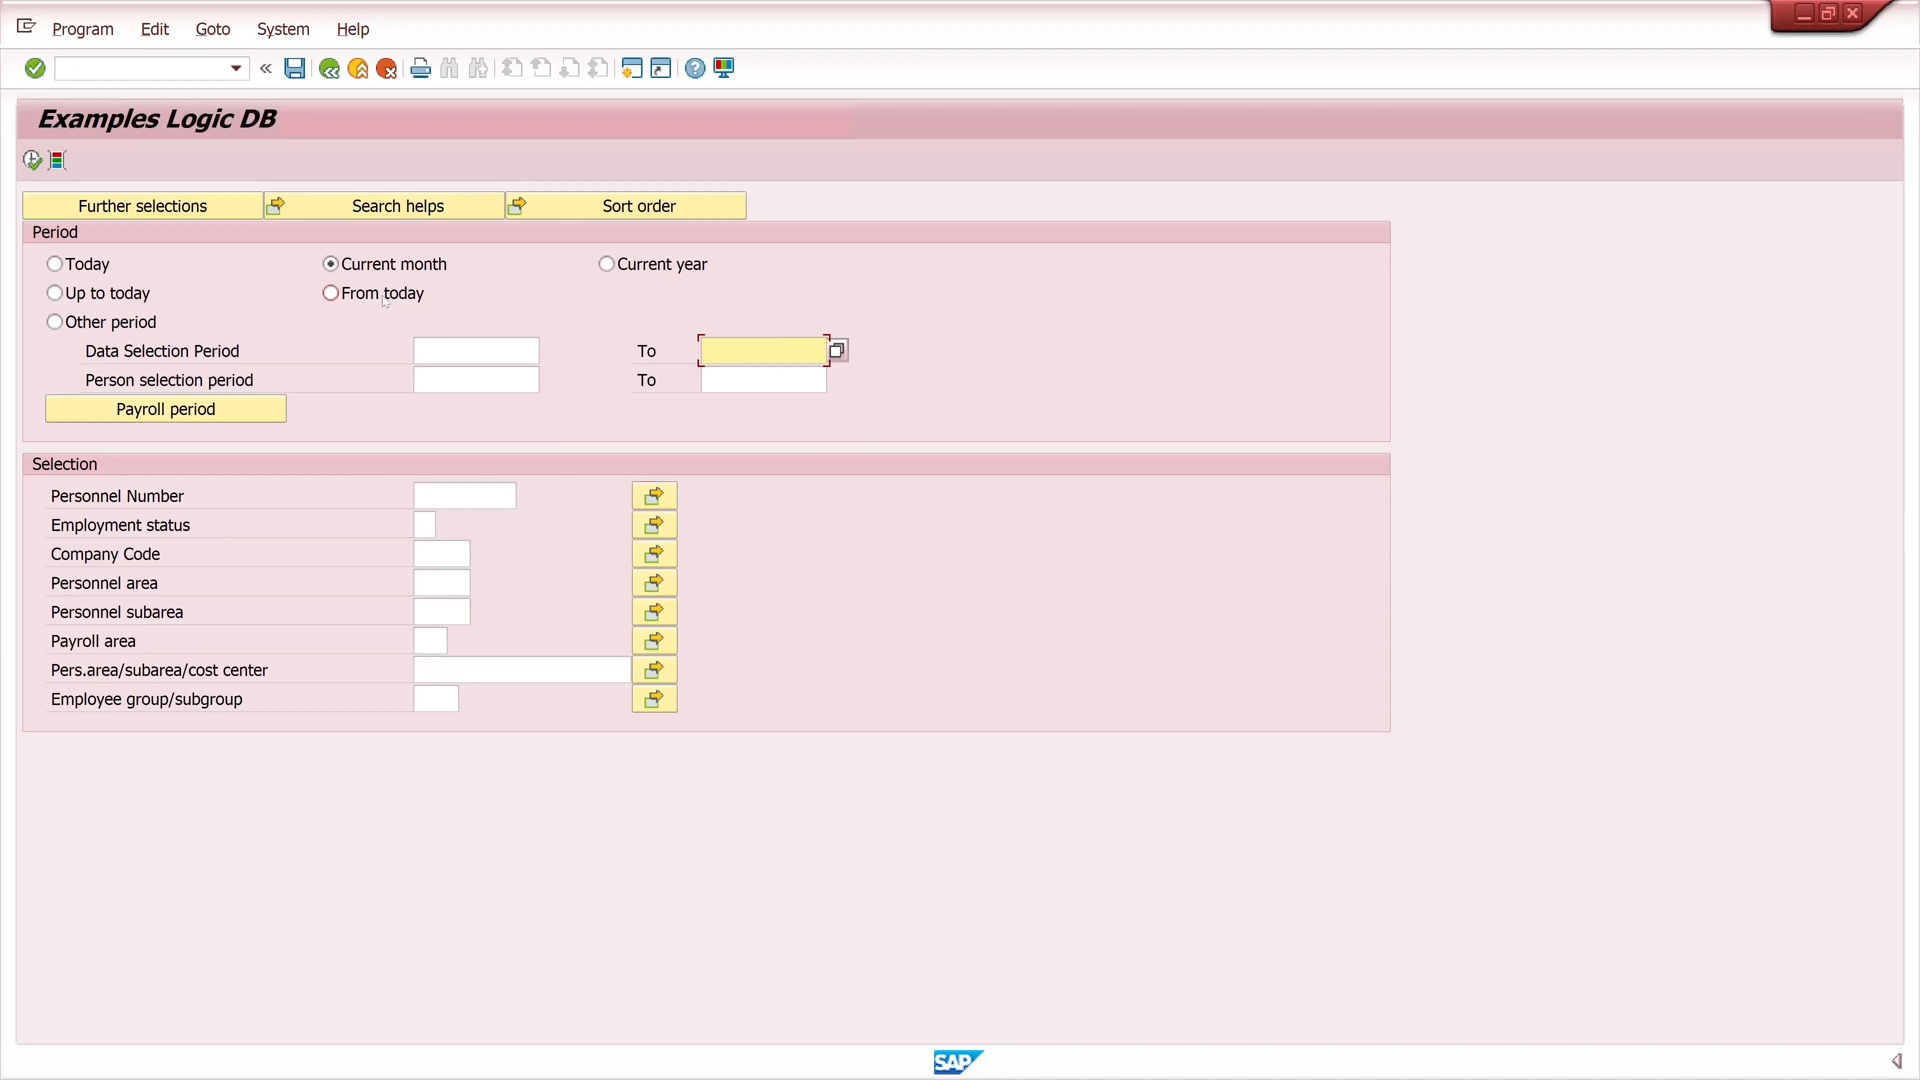 Program Edit Goto System Help
Examples Logic DB
Further selections Search helps Sort order
Period
Today Current month Current year
Up to today From today
Other period
Data Selection Period To
Person selection period To
Payroll period
Selection
Personnel Number
Employment status
Company Code
Personnel area
Personnel subarea
Payroll area
Pers.area/subarea/cost center
Employee group/subgroup
SAP